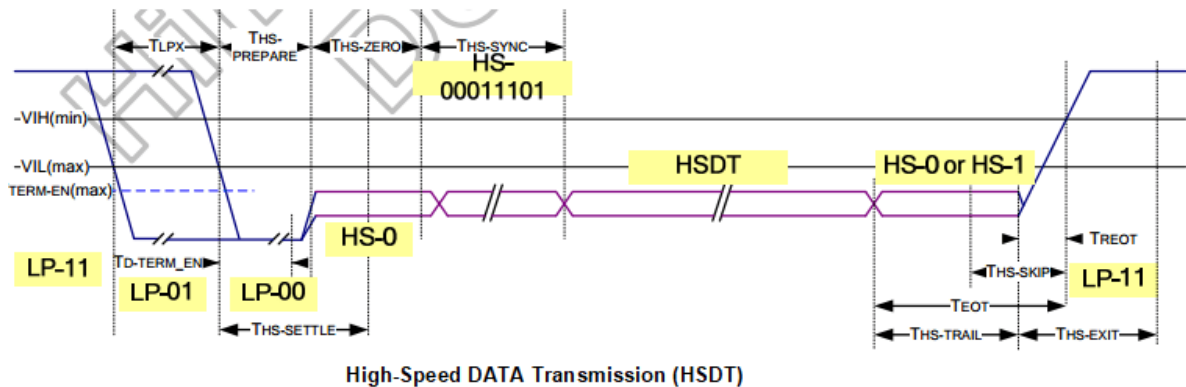 TLPX
THS-PREPARE
THS-ZERO
THS-SYNC
HS-
00011101
-VIH(min)
-VIL(max)
TERM-EN(max)
HSDT
HS-0 or HS-1
HS-0
TREOT
LP-11
TD-TERM_EN
LP-01
LP-00
THS-SKIP
LP-11
TEOT
THS-SETTLE
THS-TRAIL
THS-EXIT
High-Speed DATA Transmission (HSDT)